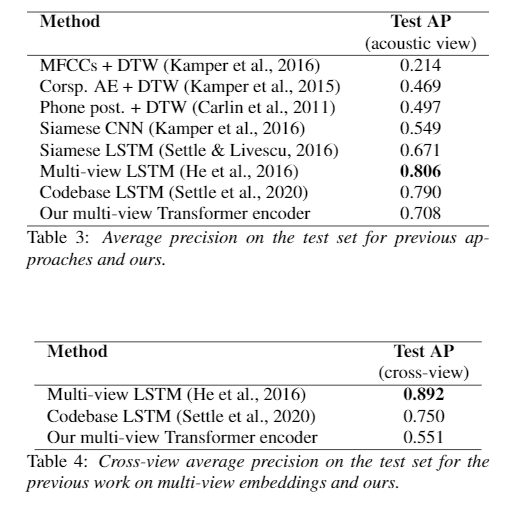 Method Test AP
(acoustic view)
MFCCs + DTW (Kamper et al., 2016) 0.214
Corsp. AE + DTW (Kamper et al., 2015) 0.469
Phone post. + DTW (Carlin et al., 2011) 0.497
Siamese CNN (Kamper et al., 2016) 0.549
Siamese LSTM (Settle & Livescu, 2016) 0.671
Multi-view LSTM (He et al., 2016) 0.806
Codebase LSTM (Settle et al., 2020) 0.790
Our multi-view Transformer encoder 0.708
Table 3: Average precision on the test set for previous ap-
proaches and ours.
Method Test AP
(cross-view)
Multi-view LSTM (He et al., 2016) 0.892
Codebase LSTM (Settle et al., 2020) 0.750
Our multi-view Transformer encoder 0.551
Table 4: Cross-view average precision on the test set for the
previous work on multi-view embeddings and ours.